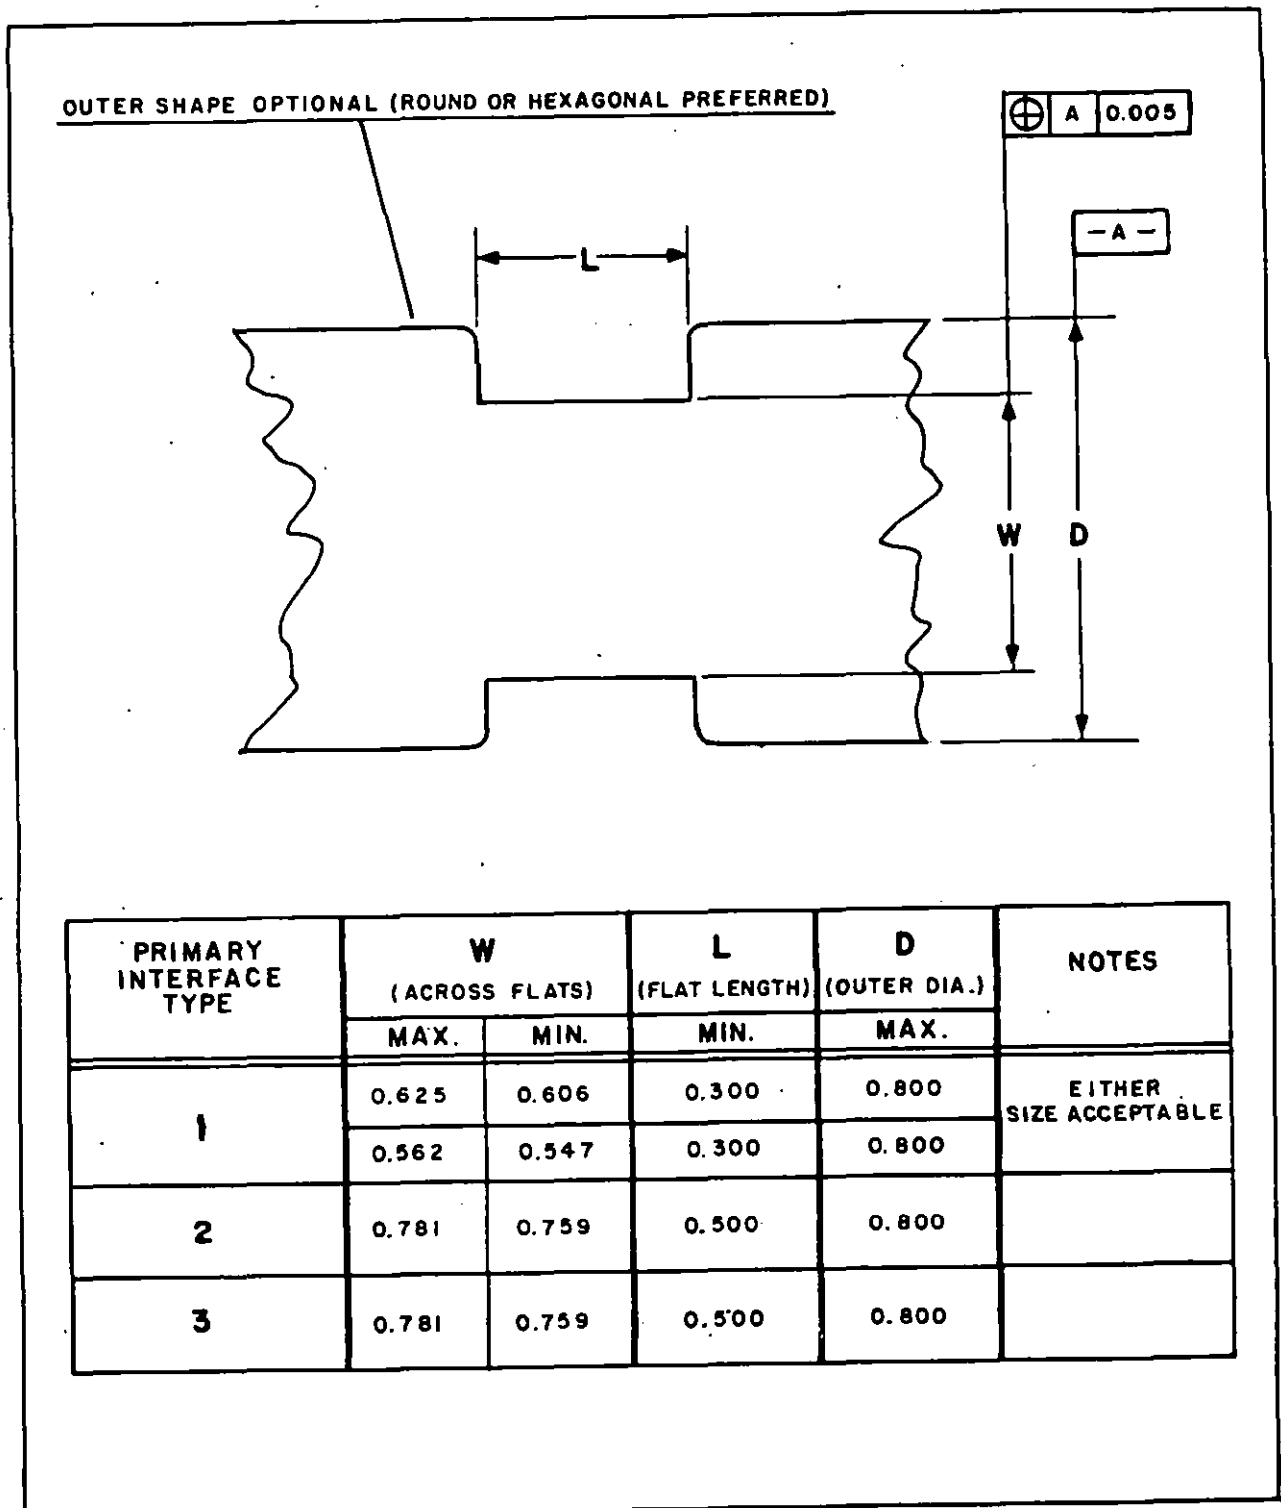 OUTER SHAPE OPTIONAL (ROUND OR HEXAGONAL PREFERRED)
⌖ A 0.005
-A-
L
W D
PRIMARY INTERFACE TYPE
W
(ACROSS FLATS)
L
(FLAT LENGTH)
D
(OUTER DIA.)
NOTES
MAX. MIN. MIN. MAX.
1
0.625 0.606 0.300 0.800
EITHER
SIZE ACCEPTABLE
0.562 0.547 0.300 0.800
2 0.781 0.759 0.500 0.800
3 0.781 0.759 0.500 0.800